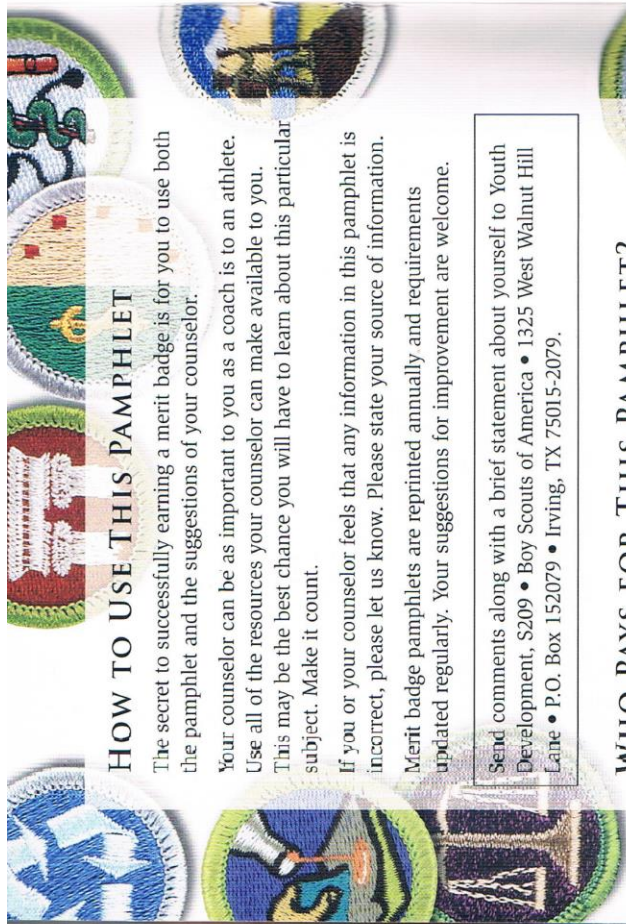 HOW TO USE THIS PAMPHLET
The secret to successfully earning a merit badge is for you to use both
the pamphlet and the suggestions of your counselor.
Your counselor can be as important to you as a coach is to an athlete.
Use all of the resources your counselor can make available to you.
This may be the best chance you will have to learn about this particular
subject. Make it count.
If you or your counselor feels that any information in this pamphlet is
incorrect, please let us know. Please state your source of information.
Merit badge pamphlets are reprinted annually and requirements
updated regularly. Your suggestions for improvement are welcome.
Send comments along with a brief statement about yourself to Youth
Development, S209 • Boy Scouts of America • 1325 West Walnut Hill
Lane • P.O. Box 152079 • Irving, TX 75015-2079.
WHO PAYS FOR THIS PAMPHLET?